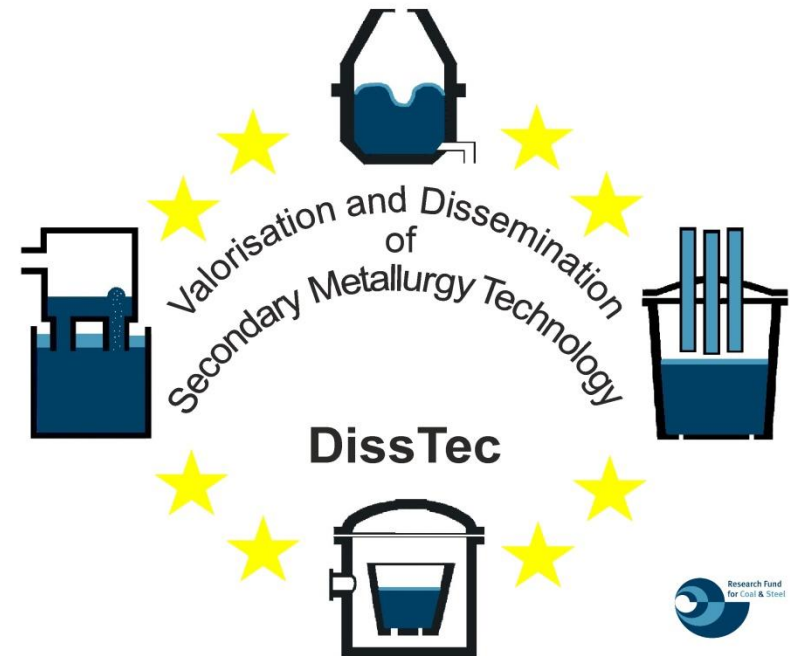 Valorisation and Dissemination
of
Secondary Metallurgy Technology
DissTec
Research Fund
for Coal & Steel